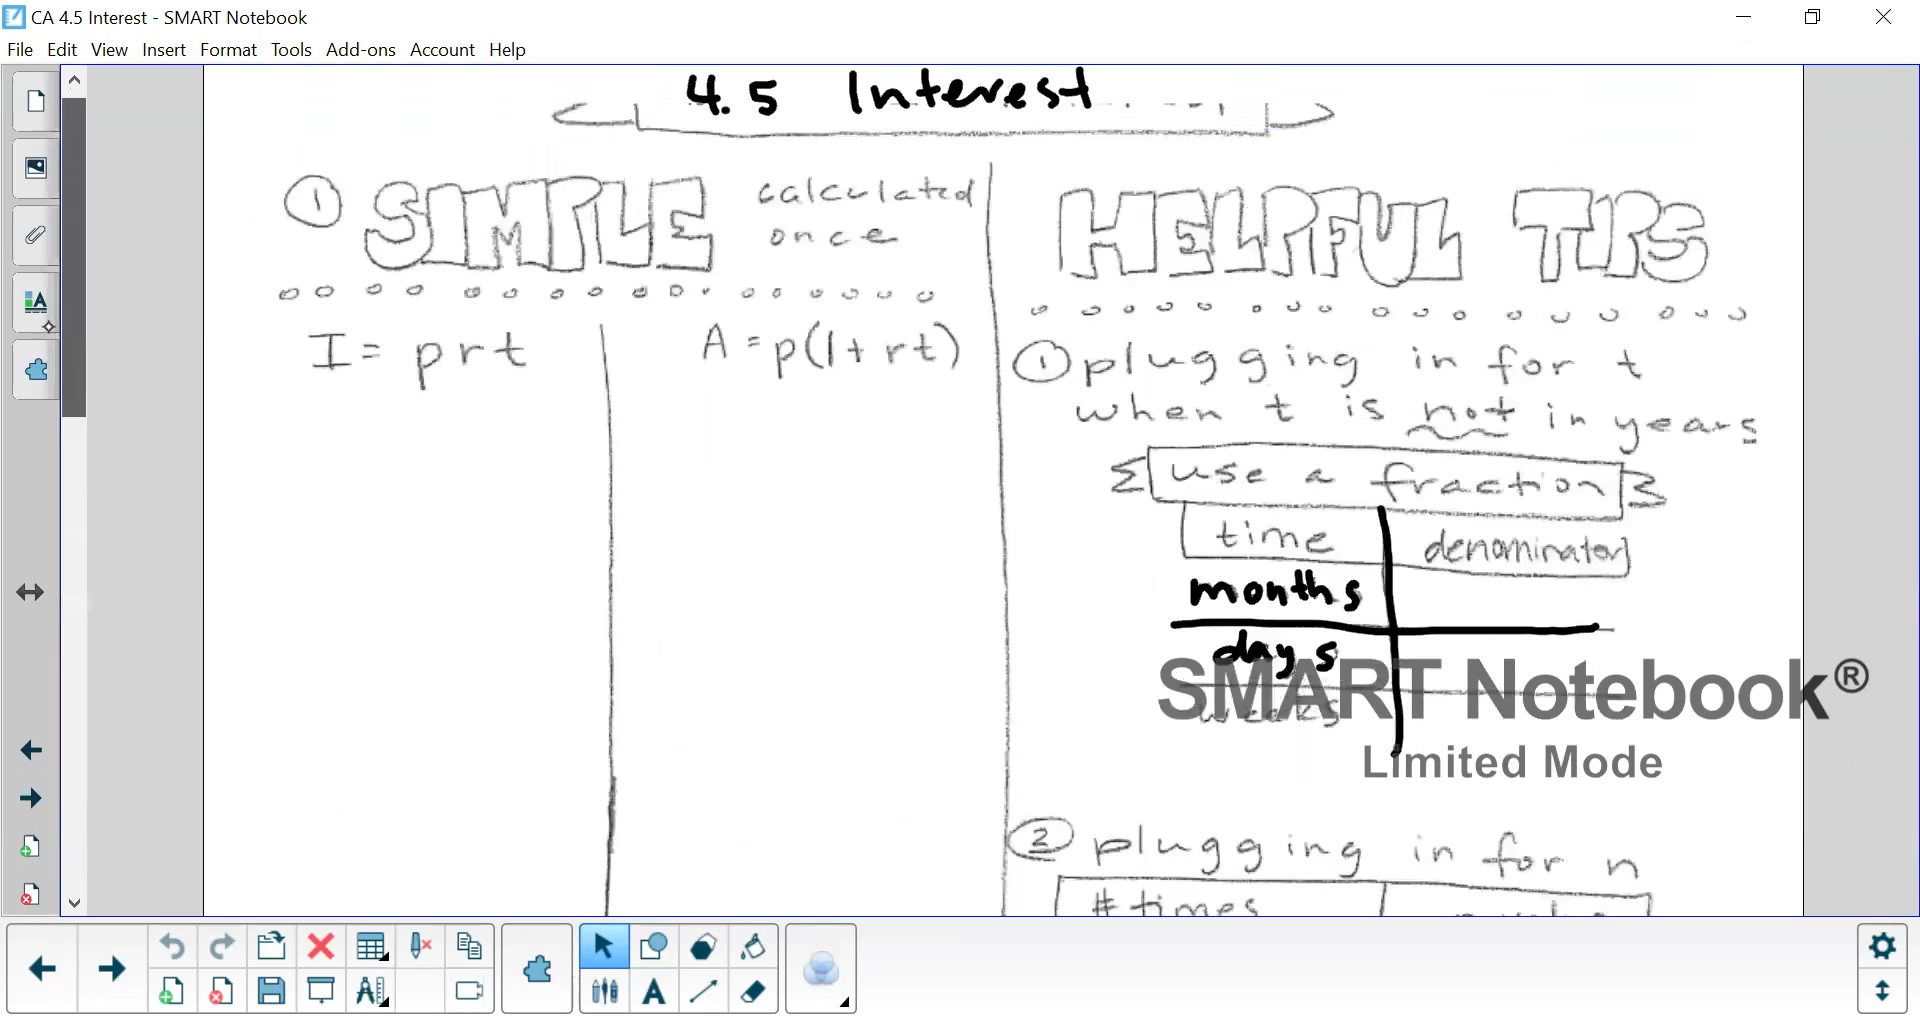 CA 4.5 Interest - SMART Notebook
File Edit View Insert Format Tools Add-ons Account Help
4.5 Interest
① SIMPLE calculated
once
I = prt
A = p(1 + rt)
HELPFUL TIPS
① plugging in for t
when t is not in years
use a fraction
time denominator
months
days
weeks
SMART Notebook®
Limited Mode
② plugging in for n
# times